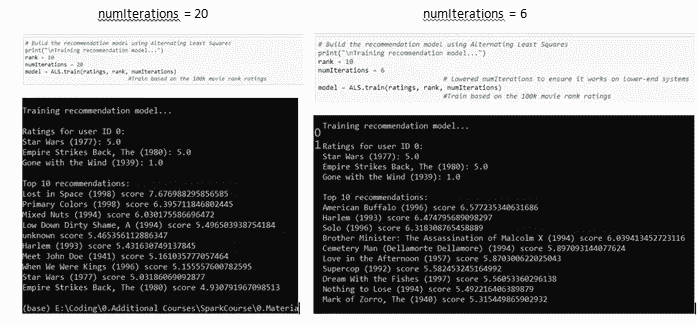 numIterations = 20
# Build the recommendation model using Alternating Least Squares
print("\nTraining recommendation model...")
rank = 10
numIterations = 20
model = ALS.train(ratings, rank, numIterations)
#Train based on the 100k movie rank ratings
Training recommendation model...
Ratings for user ID 0:
Star Wars (1977): 5.0
Empire Strikes Back, The (1980): 5.0
Gone with the Wind (1939): 1.0
Top 10 recommendations:
Lost in Space (1998) score 7.676988295856585
Primary Colors (1998) score 6.395711846802445
Mixed Nuts (1994) score 6.030175586696472
Low Down Dirty Shame, A (1994) score 5.496503938754184
unknown score 5.465356112886347
Harlem (1993) score 5.431630749137845
Meet John Doe (1941) score 5.161035777057464
When We Were Kings (1996) score 5.155557600782595
Star Wars (1977) score 5.03186069092877
Empire Strikes Back, The (1980) score 4.930791967098513
(base) E:\Coding\0.Additional Courses\SparkCourse\0.Materia
numIterations = 6
# Build the recommendation model using Alternating Least Squares
print("\nTraining recommendation model...")
rank = 10
numIterations = 6
# Lowered numIterations to ensure it works on lower-end systems
model = ALS.train(ratings, rank, numIterations)
#Train based on the 100k movie rank ratings
0
1
Training recommendation model...
Ratings for user ID 0:
Star Wars (1977): 5.0
Empire Strikes Back, The (1980): 5.0
Gone with the Wind (1939): 1.0
Top 10 recommendations:
American Buffalo (1996) score 6.577235340631686
Harlem (1993) score 6.474795689098297
Solo (1996) score 6.318308765458889
Brother Minister: The Assassination of Malcolm X (1994) score 6.039413452723116
Cemetery Man (Dellamorte Dellamore) (1994) score 5.897093144077624
Love in the Afternoon (1957) score 5.870300622025043
Supercop (1992) score 5.582453245164992
Dream With the Fishes (1997) score 5.56053360296138
Nothing to Lose (1994) score 5.492216406389879
Mark of Zorro, The (1940) score 5.315449865902932